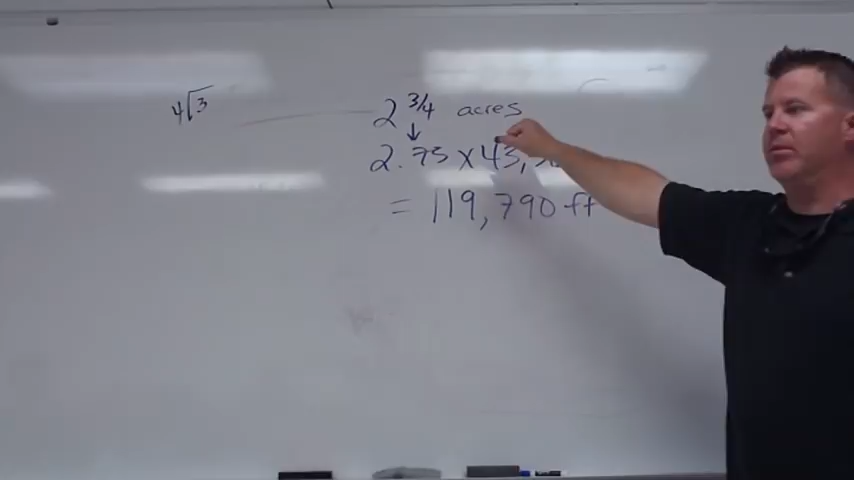 4√3
2 3/4 acres
↓
2.75 x 43,
= 119,790 ft